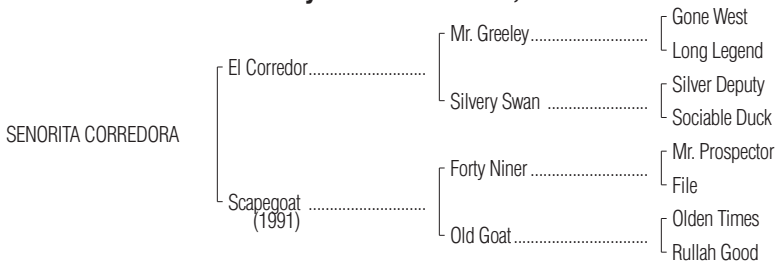 Gone West
Mr. Greeley
Long Legend
El Corredor
Silver Deputy
Silvery Swan
Sociable Duck
SENORITA CORREDORA
Mr. Prospector
Forty Niner
File
Scapegoat
(1991)
Olden Times
Old Goat
Rullah Good